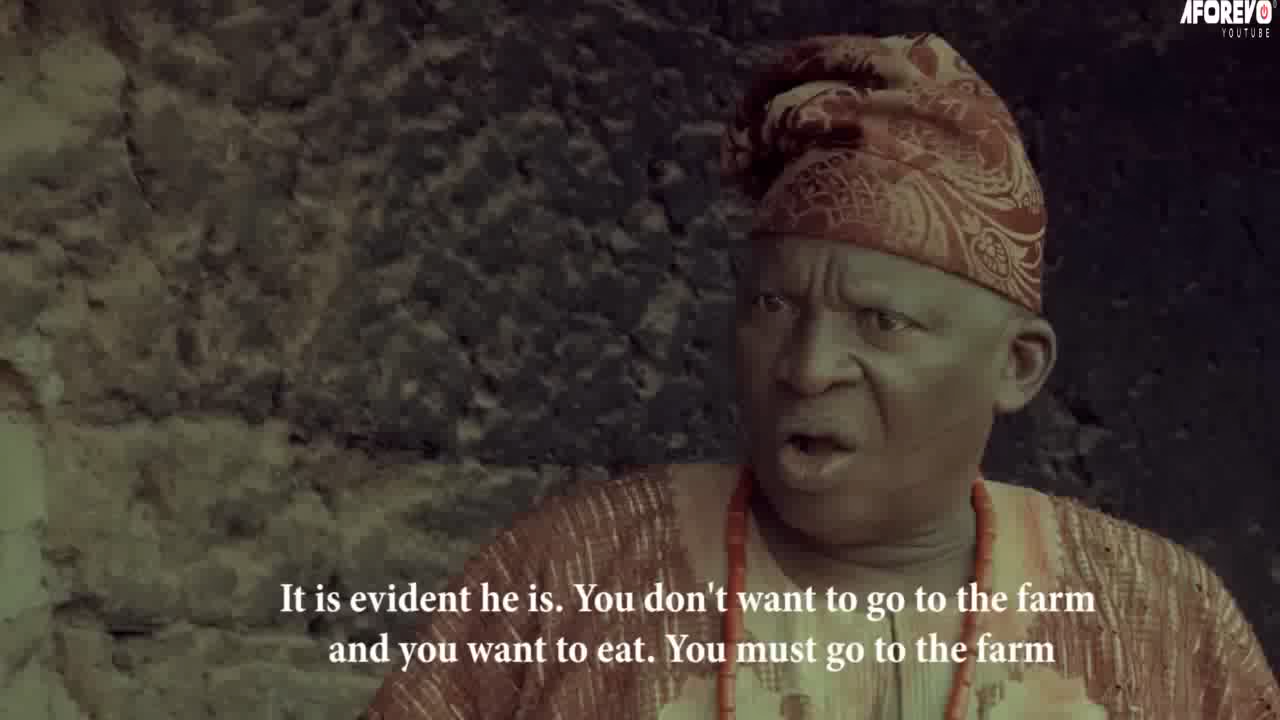 AFOREVO
YOUTUBE
It is evident he is. You don't want to go to the farm
and you want to eat. You must go to the farm